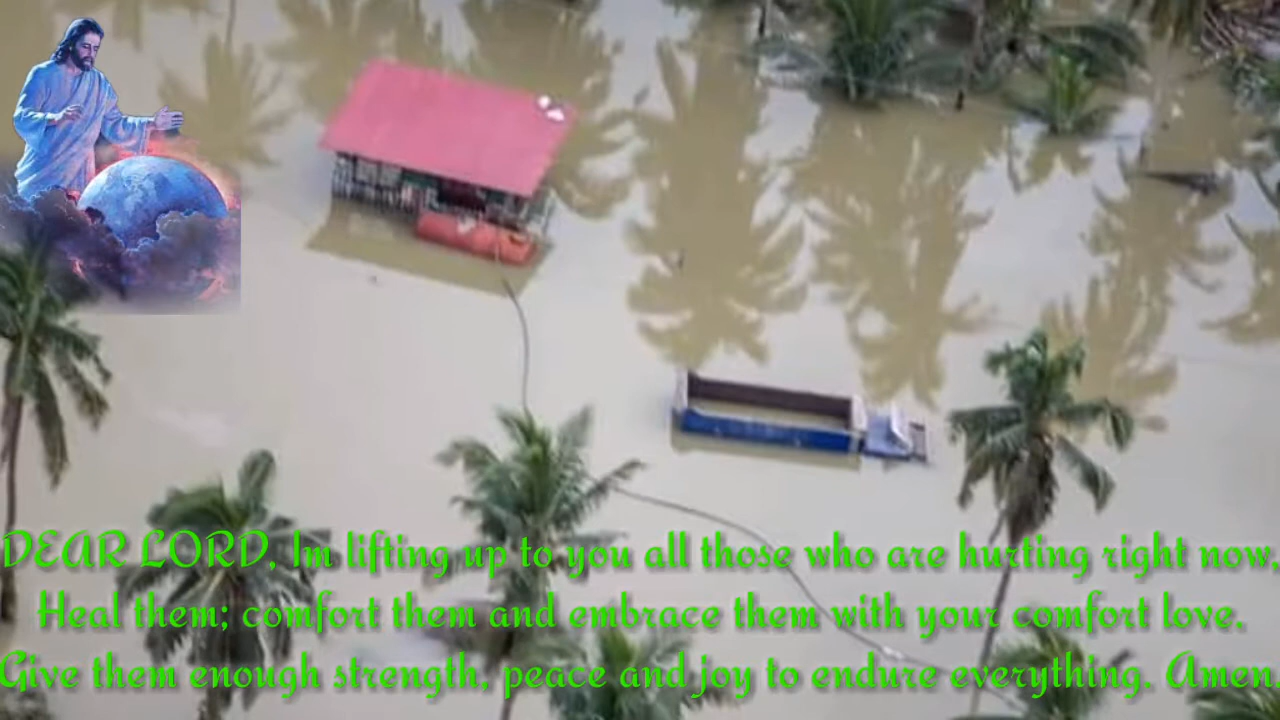 DEAR LORD, Im lifting up to you all those who are hurting right now,
Heal them; comfort them and embrace them with your comfort love.
Give them enough strength, peace and joy to endure everything. Amen.